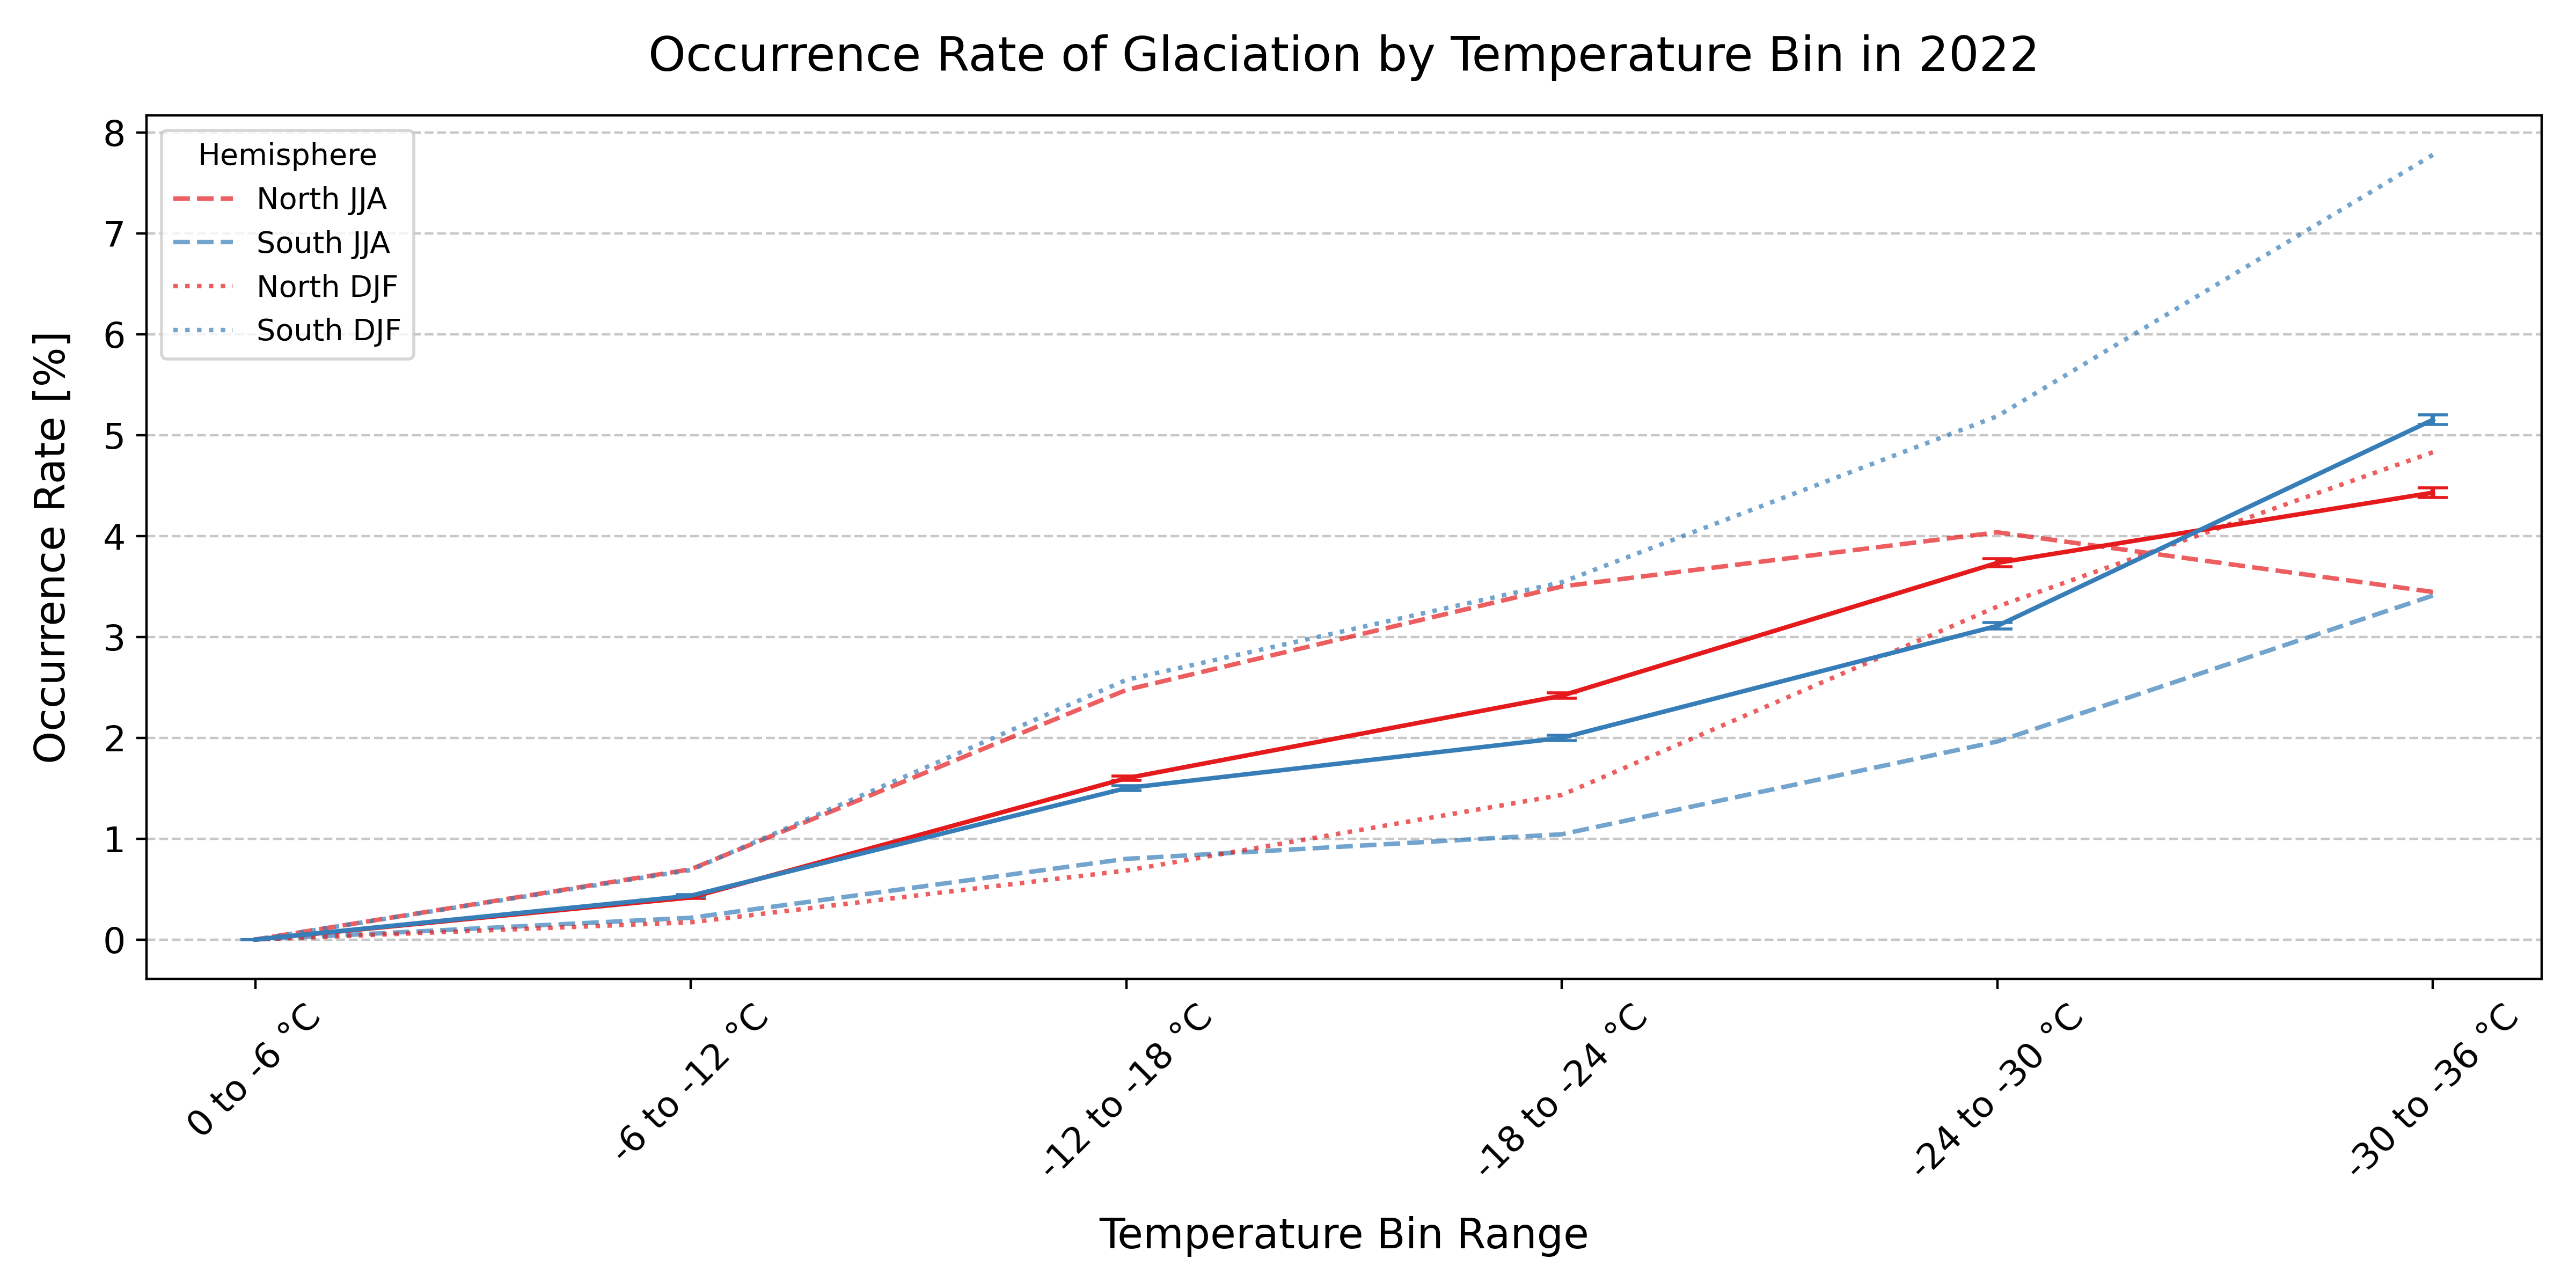 Occurrence Rate of Glaciation by Temperature Bin in 2022
Occurrence Rate [%]
8
7
6
5
4
3
2
1
0
Hemisphere
North JJA
South JJA
North DJF
South DJF
0 to -6 °C
-6 to -12 °C
-12 to -18 °C
-18 to -24 °C
-24 to -30 °C
-30 to -36 °C
Temperature Bin Range